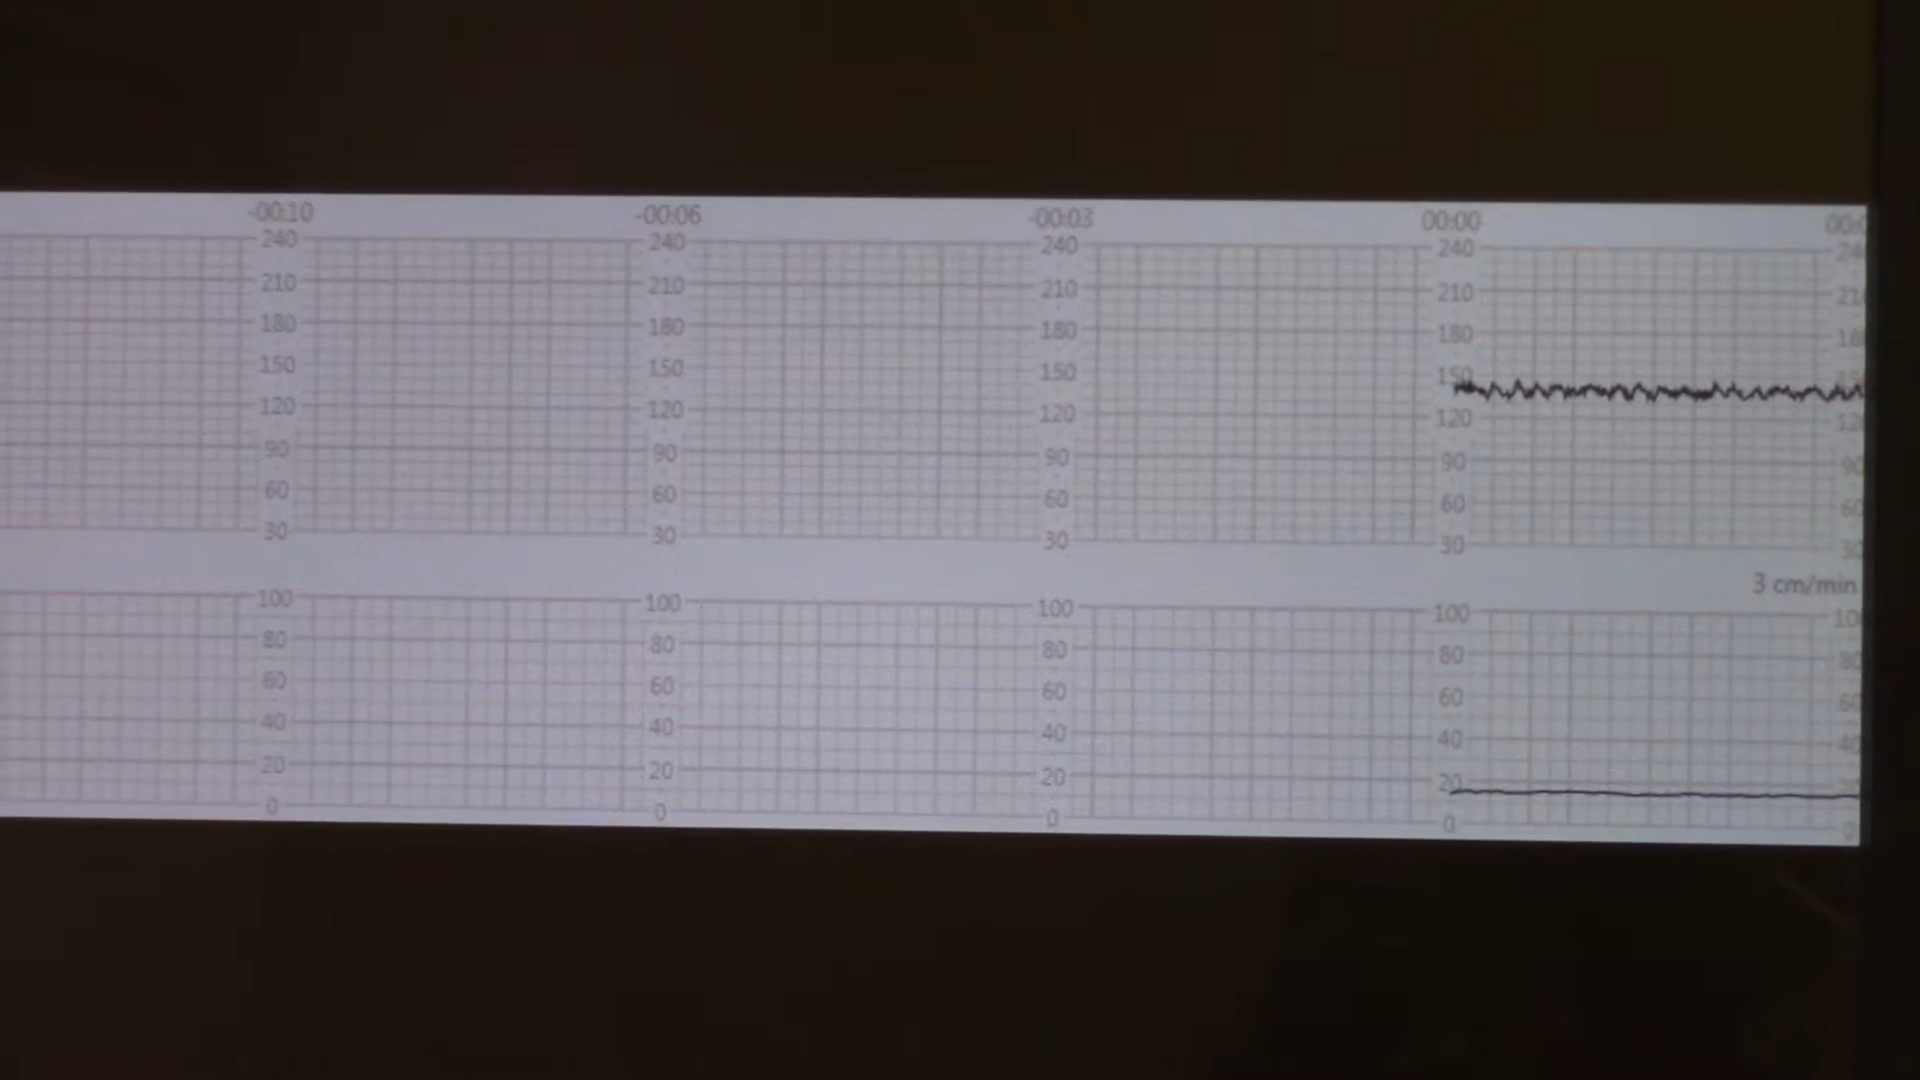 -00:10 -00:06 -00:03 00:00
240 240 240 240
210 210 210 210
180 180 180 180
150 150 150 150
120 120 120 120
90 90 90 90
60 60 60 60
30 30 30 30
3 cm/min
100 100 100 100
80 80 80 80
60 60 60 60
40 40 40 40
20 20 20 20
0 0 0 0